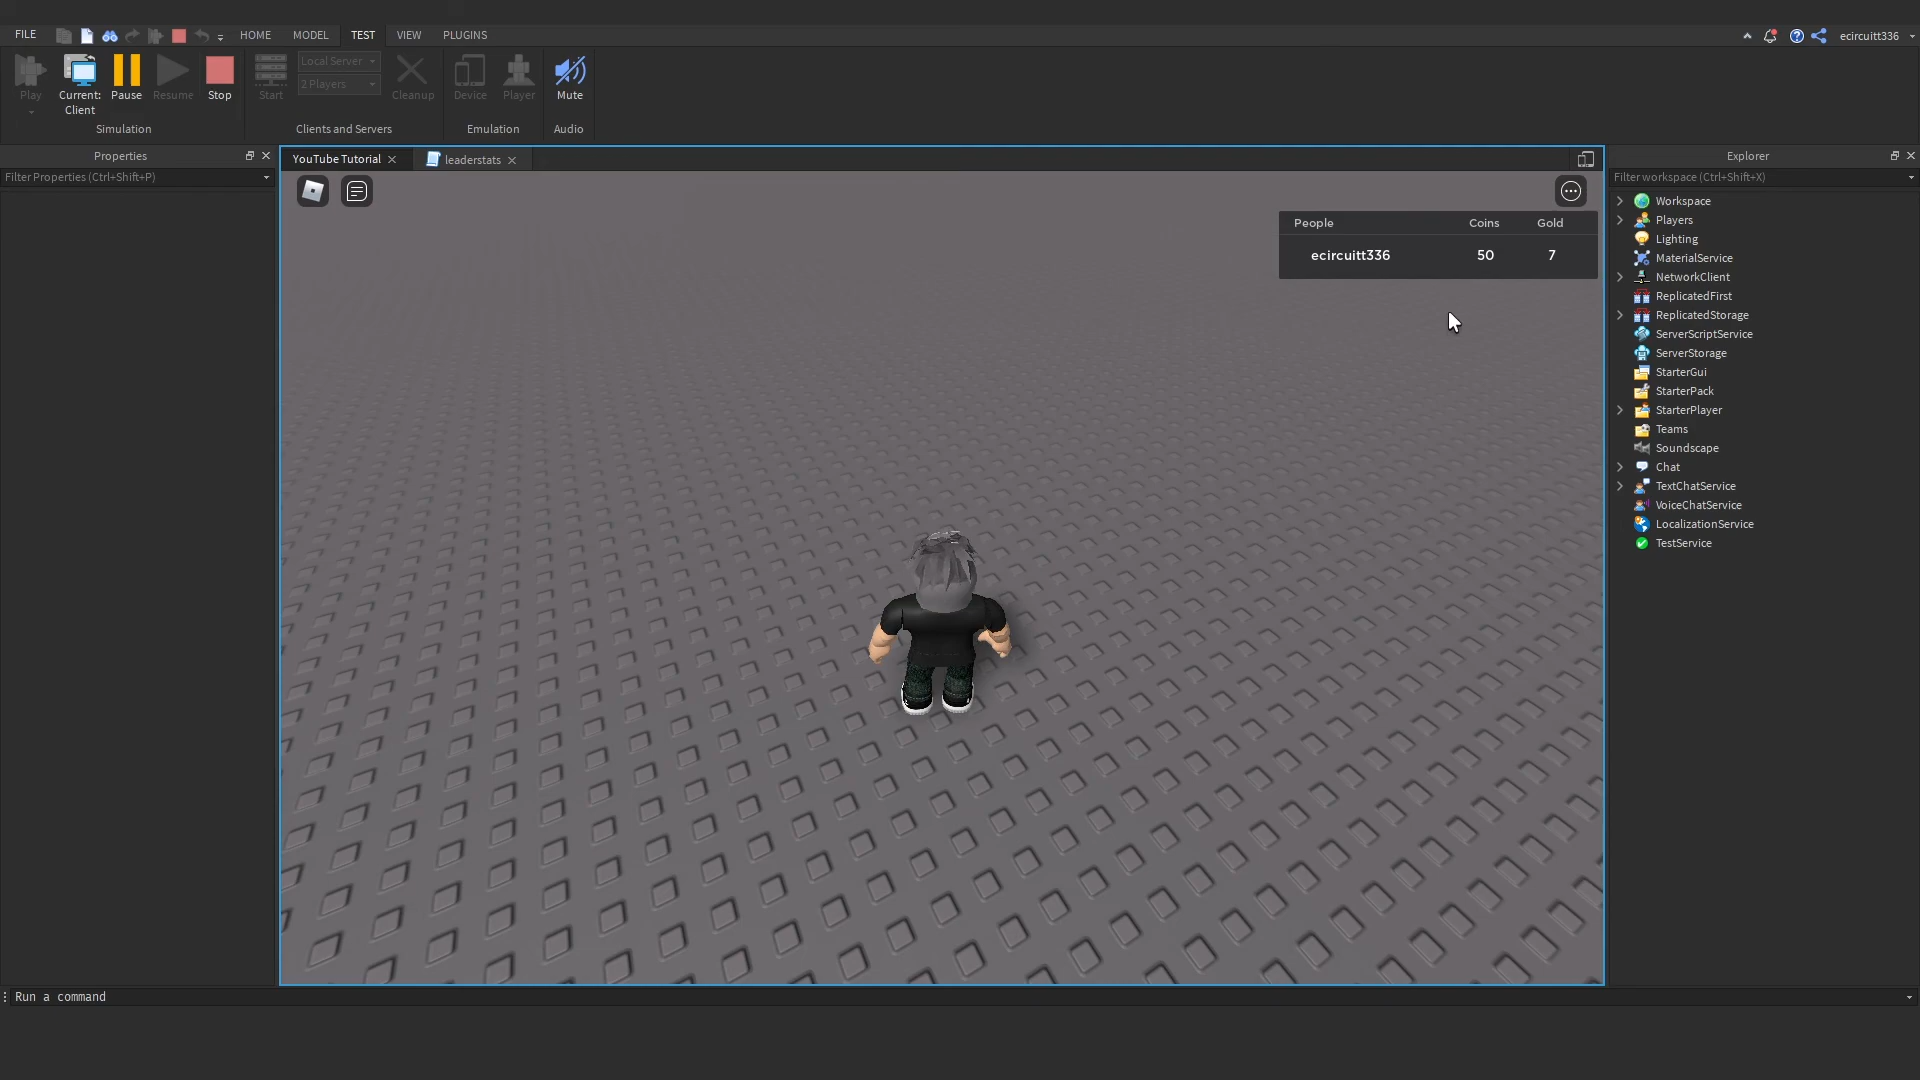 FILE HOME MODEL TEST VIEW PLUGINS ecircuitt336
Play Current: Client Pause Resume Stop Start Local Server 2 Players Cleanup Device Player Mute
Simulation Clients and Servers Emulation Audio
Properties
Filter Properties (Ctrl+Shift+P)
YouTube Tutorial leaderstats
People Coins Gold
ecircuitt336 50 7
Explorer
Filter workspace (Ctrl+Shift+X)
Workspace
Players
Lighting
MaterialService
NetworkClient
ReplicatedFirst
ReplicatedStorage
ServerScriptService
ServerStorage
StarterGui
StarterPack
StarterPlayer
Teams
Soundscape
Chat
TextChatService
VoiceChatService
LocalizationService
TestService
Run a command